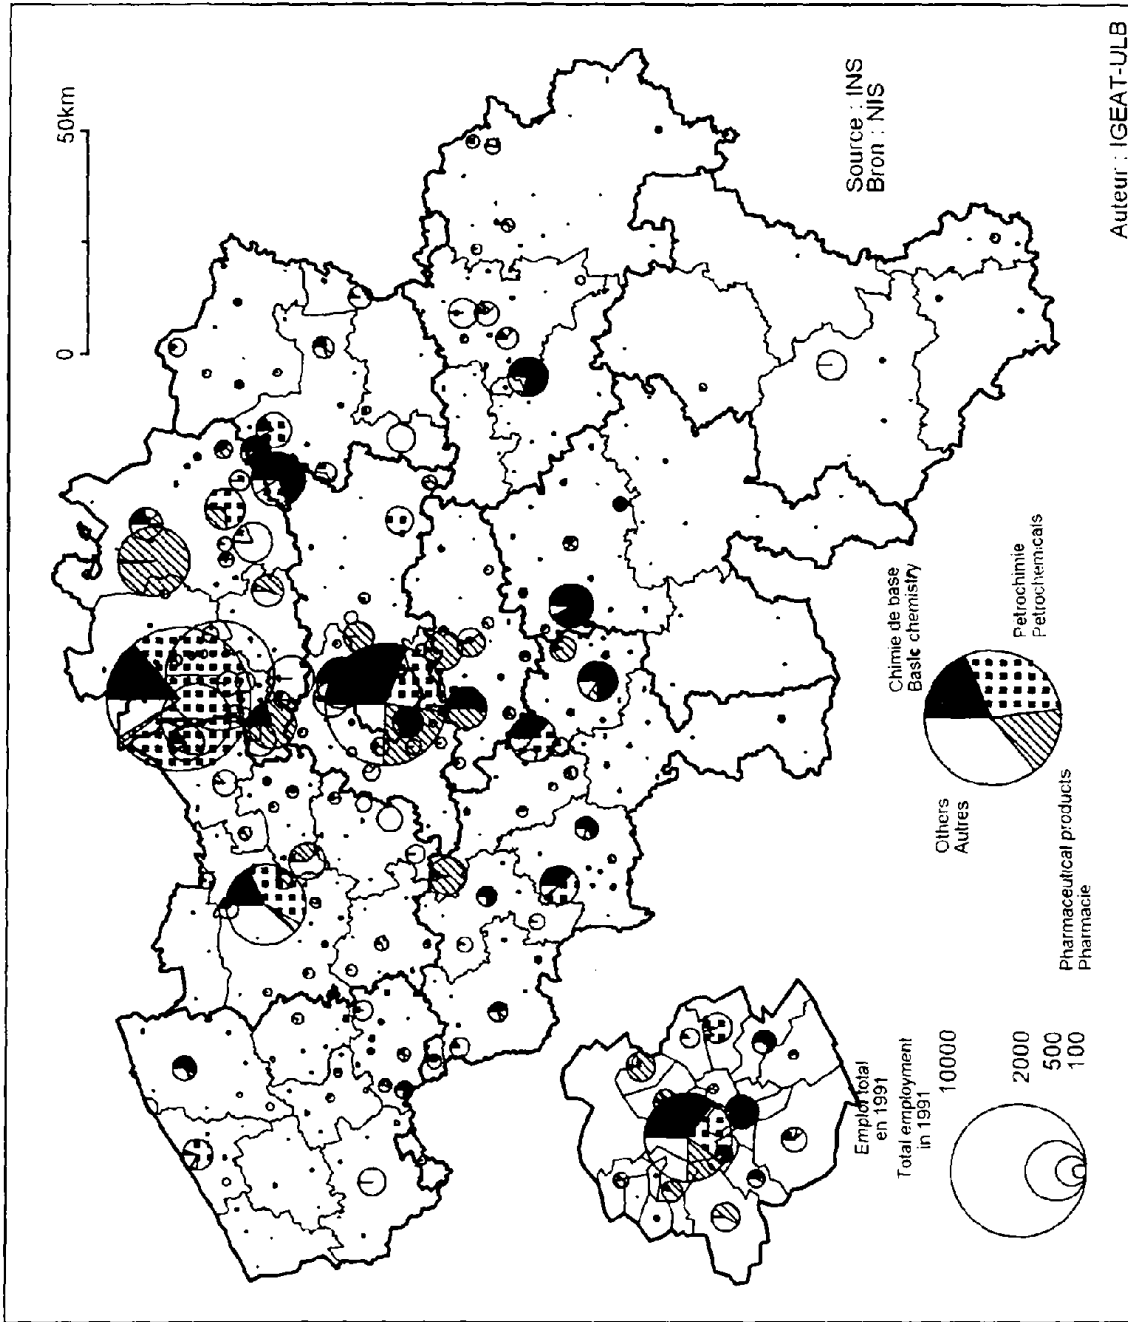 0 50km
Source : INS
Bron : NIS
Emploi total
en 1991
Total employment
in 1991
10000
2000
500
100
Chimie de base
Basic chemistry
Petrochimie
Petrochemicals
Others
Autres
Pharmaceutical products
Pharmacie
Auteur : IGEAT-ULB